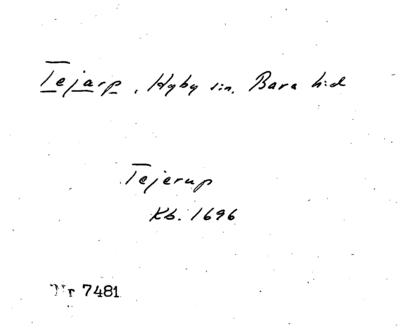 Tejarp, Hyby sn. Bara hd
Tejerup
Kb. 1696
Nr 7481